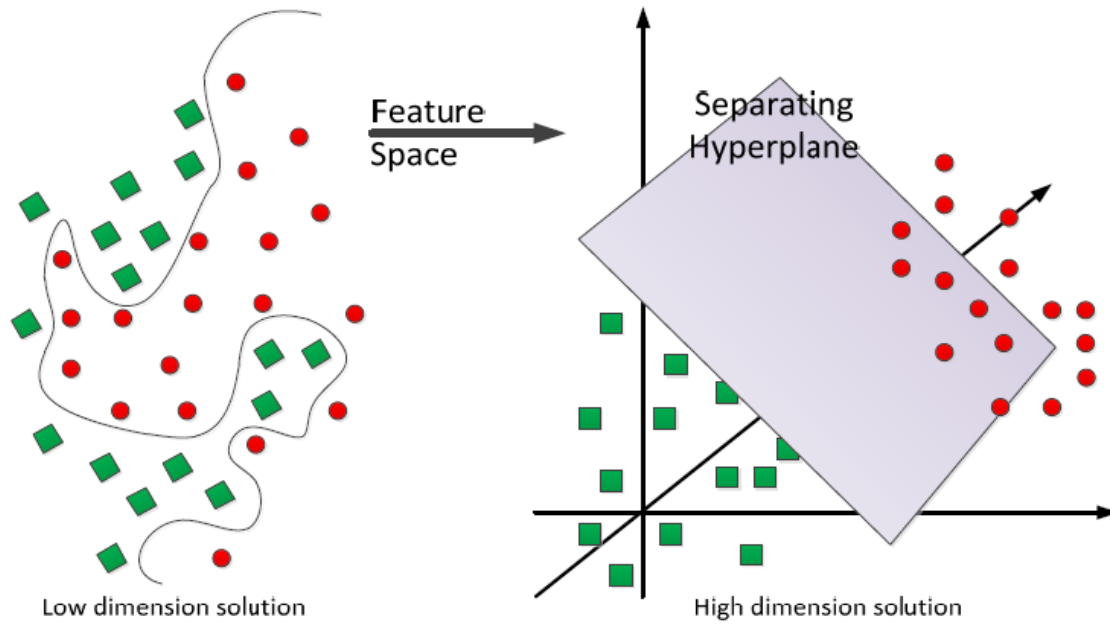 Feature
Space
Separating
Hyperplane
Low dimension solution
High dimension solution